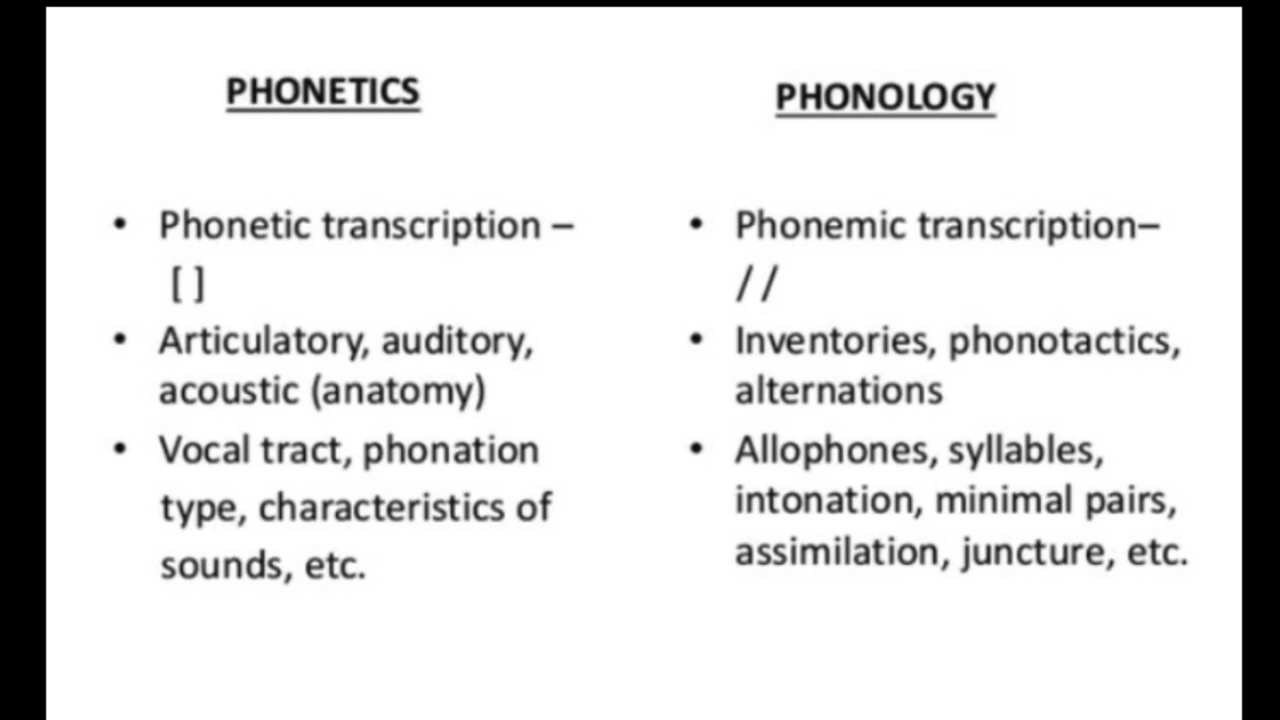 PHONETICS
• Phonetic transcription –
[ ]
• Articulatory, auditory,
acoustic (anatomy)
• Vocal tract, phonation
type, characteristics of
sounds, etc.
PHONOLOGY
• Phonemic transcription–
/ /
• Inventories, phonotactics,
alternations
• Allophones, syllables,
intonation, minimal pairs,
assimilation, juncture, etc.